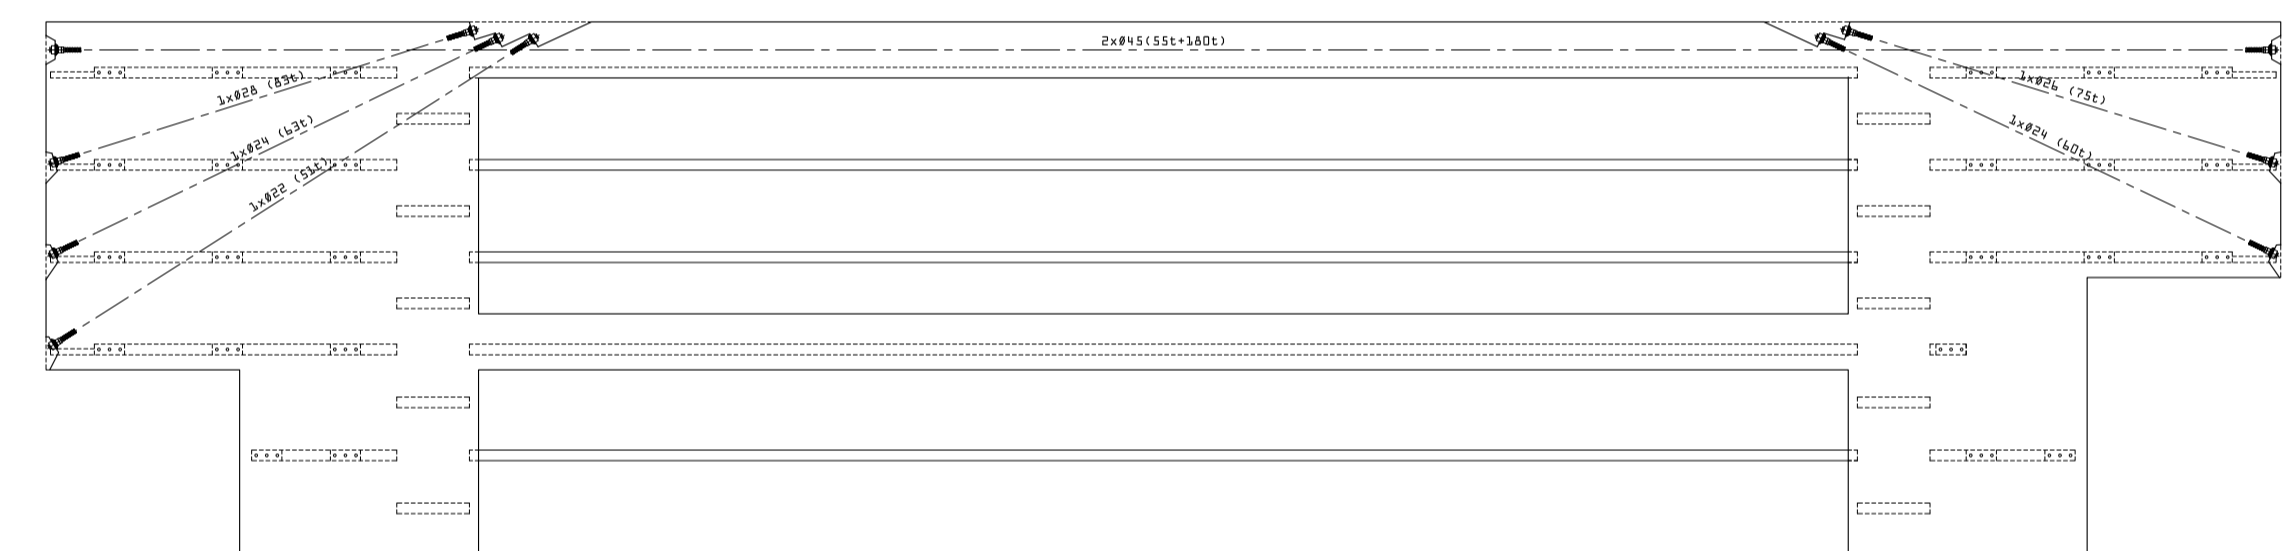 2xØ45(55t+180t)
1xØ28 (83t)
1xØ26 (75t)
1xØ24 (63t)
1xØ24 (60t)
1xØ22 (51t)